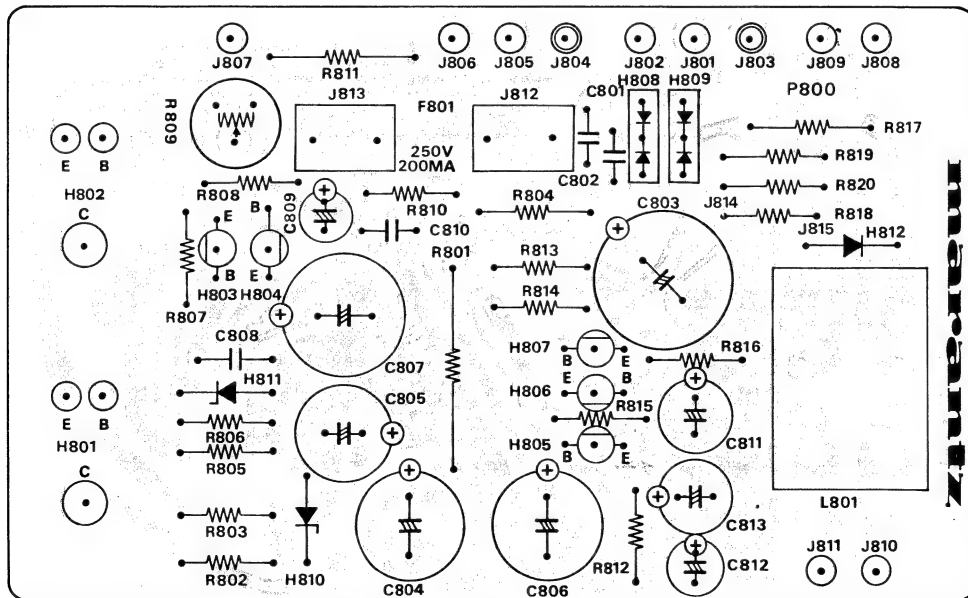 J807
J806
J805
J804
J802
J801
J803
J809
J808
R811
H808
H809
R809
J813
F801
J812
C801
P800
250V
200MA
C802
R817
E
B
H802
C
R819
R820
R808
B
C809
R810
R804
C803
J814
R818
E
C810
J815
H812
R801
R813
B
E
H803
H804
R814
R807
C808
H807
B
E
R816
C807
H811
C805
E
B
H806
R815
E
B
R806
H801
R805
H805
B
E
C811
C
marantz
L801
R803
C813
R802
H810
C804
C806
R812
C812
J811
J810